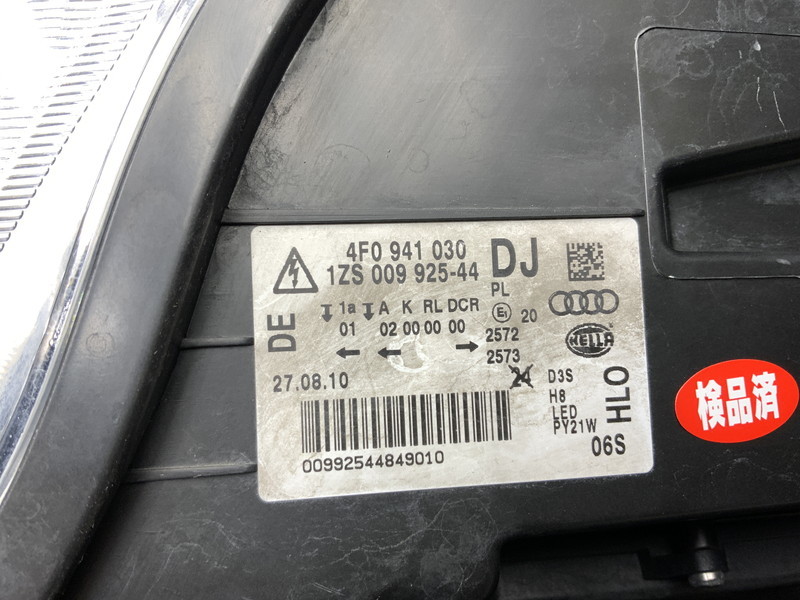 4F0 941 030 DJ
1ZS 009 925-44
PL
1a A K RL DCR
E1 20
01 02 00 00 00
2572
2573
DE
27.08.10
24
D3S
H8
LED
PY21W
HELLA
HLO
06S
00992544849010
検品済